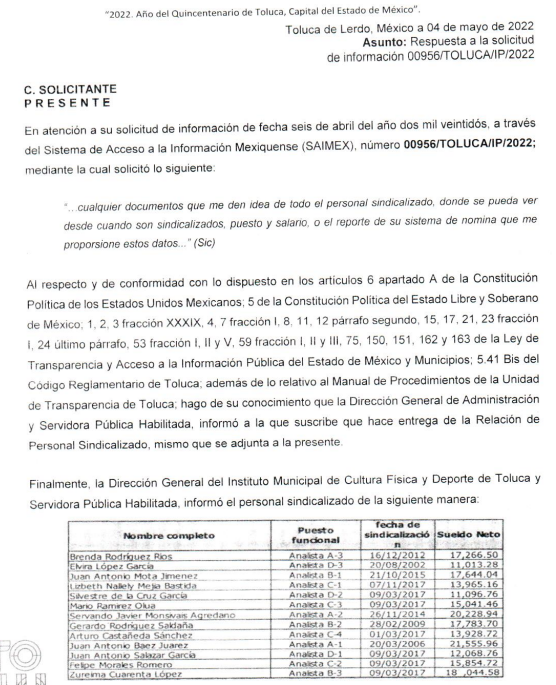 "2022. Año del Quincentenario de Toluca, Capital del Estado de México".
Toluca de Lerdo, México a 04 de mayo de 2022
Asunto: Respuesta a la solicitud
de información 00956/TOLUCA/IP/2022
C. SOLICITANTE
P R E S E N T E
En atención a su solicitud de información de fecha seis de abril del año dos mil veintidós, a través
del Sistema de Acceso a la Información Mexiquense (SAIMEX), número 00956/TOLUCA/IP/2022;
mediante la cual solicitó lo siguiente:
"...cualquier documentos que me den idea de todo el personal sindicalizado, donde se pueda ver
desde cuando son sindicalizados, puesto y salario, o el reporte de su sistema de nomina que me
proporsione estos datos..." (Sic)
Al respecto y de conformidad con lo dispuesto en los artículos 6 apartado A de la Constitución
Política de los Estados Unidos Mexicanos; 5 de la Constitución Política del Estado Libre y Soberano
de México; 1, 2, 3 fracción XXXIX, 4, 7 fracción I, 8, 11, 12 párrafo segundo, 15, 17, 21, 23 fracción
I, 24 último párrafo, 53 fracción I, II y V, 59 fracción I, II y III, 75, 150, 151, 162 y 163 de la Ley de
Transparencia y Acceso a la Información Pública del Estado de México y Municipios; 5.41 Bis del
Código Reglamentario de Toluca; además de lo relativo al Manual de Procedimientos de la Unidad
de Transparencia de Toluca; hago de su conocimiento que la Dirección General de Administración
y Servidora Pública Habilitada, informó a la que suscribe que hace entrega de la Relación de
Personal Sindicalizado, mismo que se adjunta a la presente.
Finalmente, la Dirección General del Instituto Municipal de Cultura Física y Deporte de Toluca y
Servidora Pública Habilitada, informó el personal sindicalizado de la siguiente manera:
Nombre completo Puesto funcional fecha de sindicalizació n Sueldo Neto
Brenda Rodríguez Rios Analista A-3 16/12/2012 17,266.50
Elvira López García Analista D-3 20/08/2002 11,013.28
Juan Antonio Mota Jimenez Analista B-1 21/10/2015 17,644.04
Lizbeth Nallely Mejia Bastida Analista C-1 07/11/2017 13,965.16
Silvestre de la Cruz García Analista D-2 09/03/2017 11,096.76
Mario Ramirez Olua Analista C-3 09/03/2017 15,041.46
Servando Javier Monsivais Agredano Analista A-2 26/11/2014 20,228.94
Gerardo Rodríguez Saldaña Analista B-2 28/05/2009 17,783.70
Arturo Castañeda Sánchez Analista C-4 01/03/2017 13,928.72
Juan Antonio Baez Juarez Analista A-1 20/03/2006 21,555.96
Juan Antonio Salazar García Analista D-1 09/03/2017 12,068.76
Felipe Morales Romero Analista C-2 09/03/2017 15,854.72
Zureima Cuarenta López Analista B-3 09/03/2017 18 ,044.58